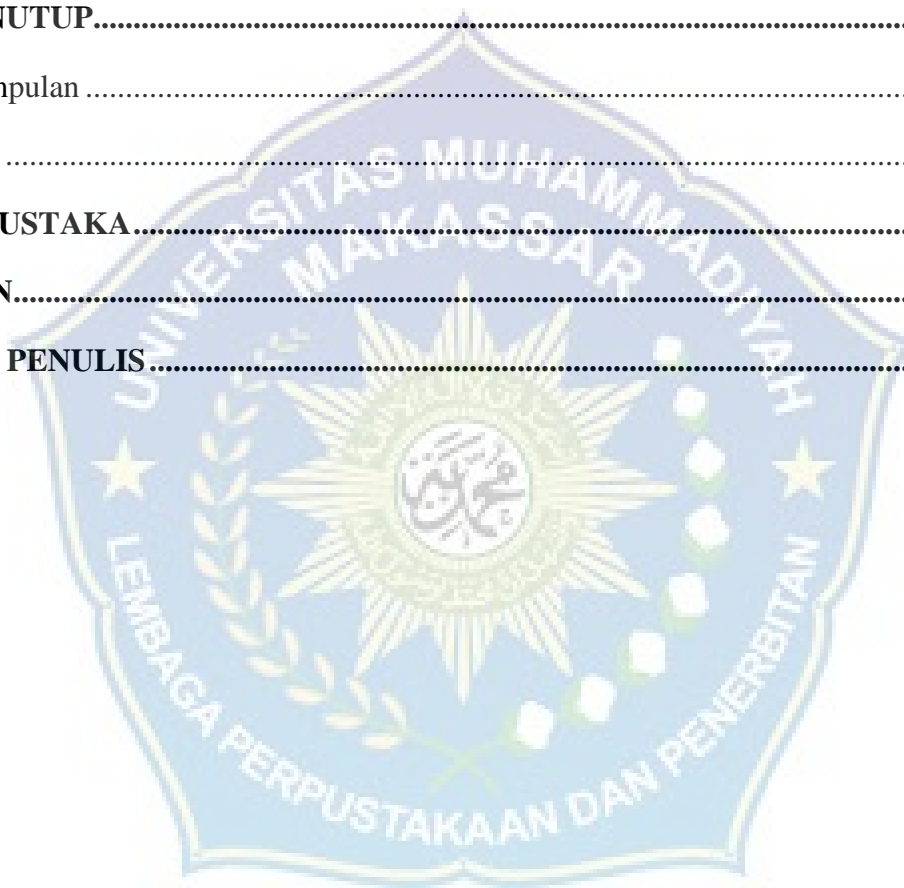 NUTUP........................................................................
npulan ........................................................................
........................................................................
USTAKA........................................................................
N........................................................................
PENULIS........................................................................
UNIVERSITAS MUHAMMADIYAH
MAKASSAR
LEMBAGA PERPUSTAKAAN DAN PENERBITAN